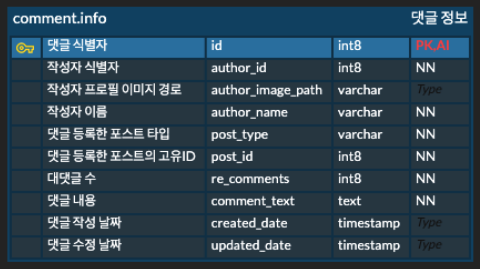 comment.info 댓글 정보
댓글 식별자 id int8 PK,AI
작성자 식별자 author_id int8 NN
작성자 프로필 이미지 경로 author_image_path varchar Type
작성자 이름 author_name varchar NN
댓글 등록한 포스트 타입 post_type varchar NN
댓글 등록한 포스트의 고유ID post_id int8 NN
대댓글 수 re_comments int8 NN
댓글 내용 comment_text text NN
댓글 작성 날짜 created_date timestamp Type
댓글 수정 날짜 updated_date timestamp Type